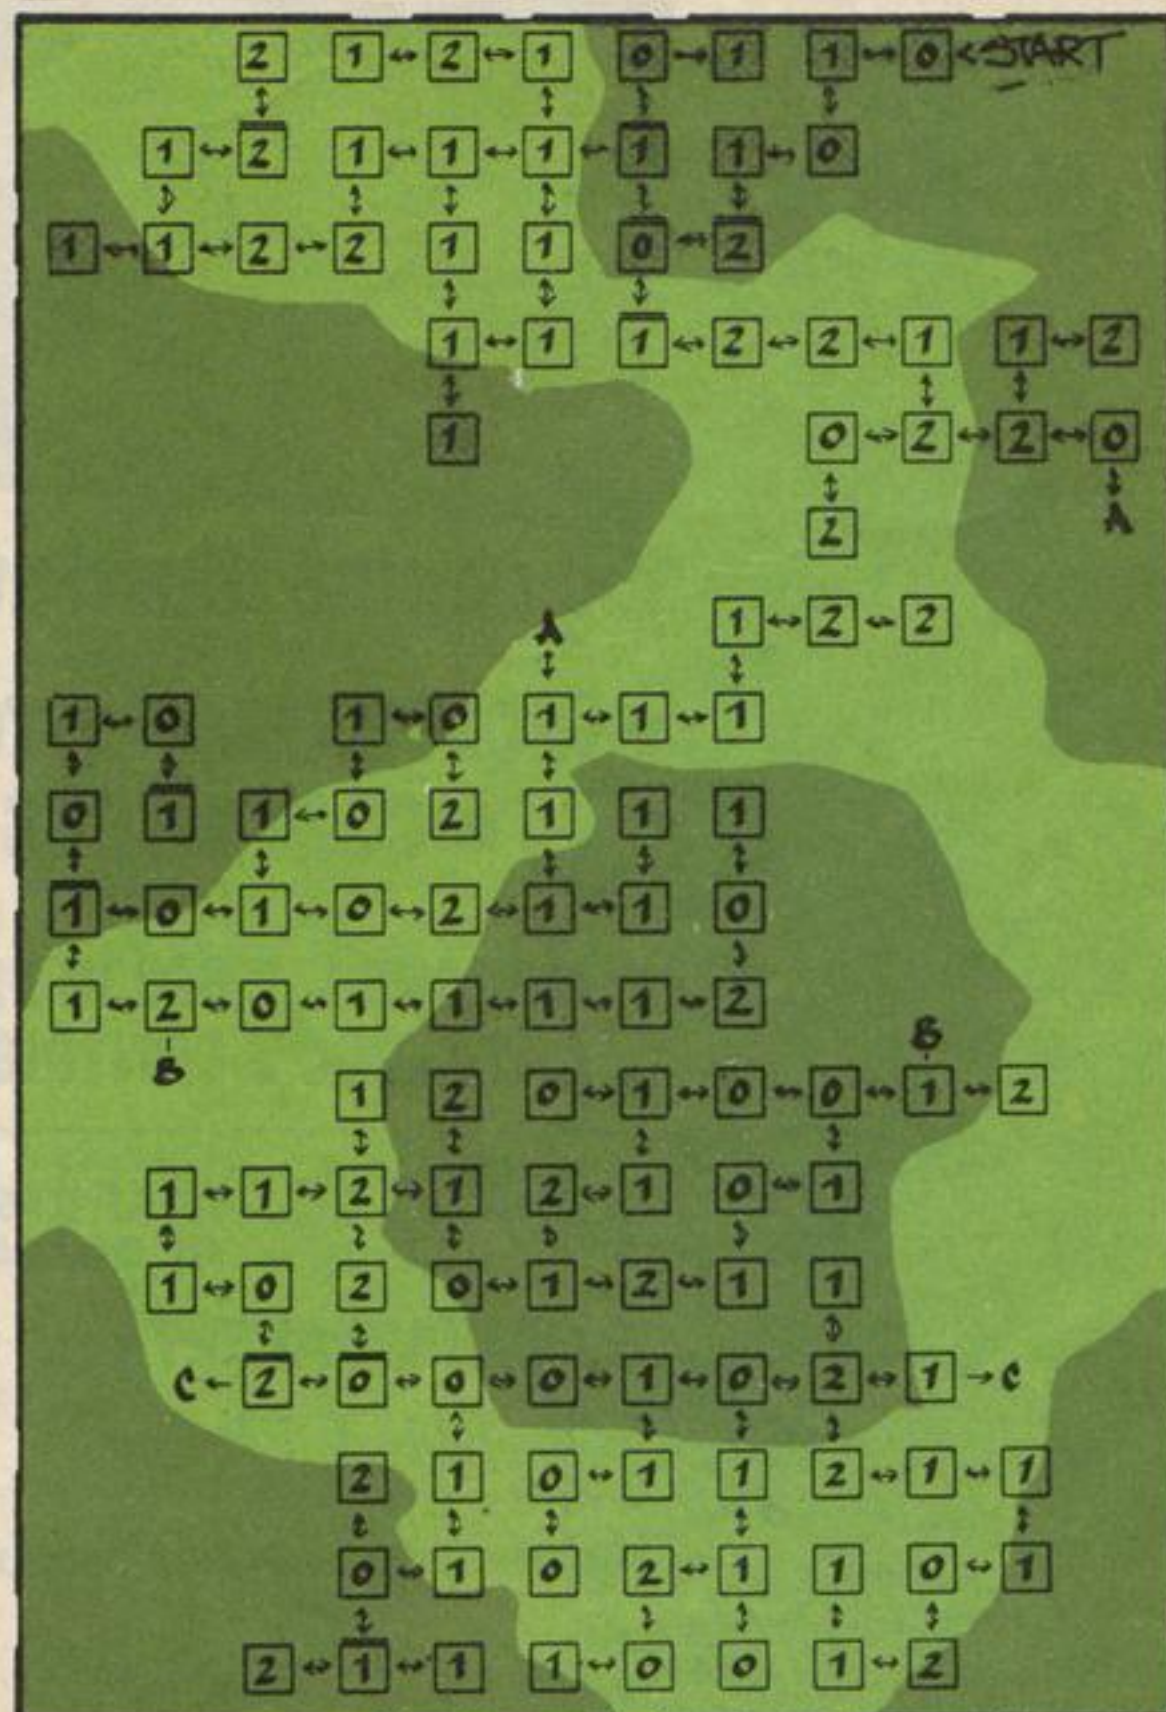 2 1 2 1 0 1 1 0 START
1 2 1 1 1 1 1 0
1 1 2 2 1 1 0 2
1 1 1 2 2 1 1 2
1 0 2 2 0
2 A
A 1 2 2
1 0 1 0 1 1 1
0 1 1 0 2 1 1 1
1 0 1 0 2 1 1 0
1 2 0 1 1 1 1 2
B B
1 2 0 1 0 0 1 2
1 1 2 1 2 1 0 1
1 0 2 0 1 2 1 1
C 2 0 0 0 1 0 2 1 C
2 1 0 1 1 2 1 1
0 1 0 2 1 1 0 1
2 1 1 1 0 0 1 2